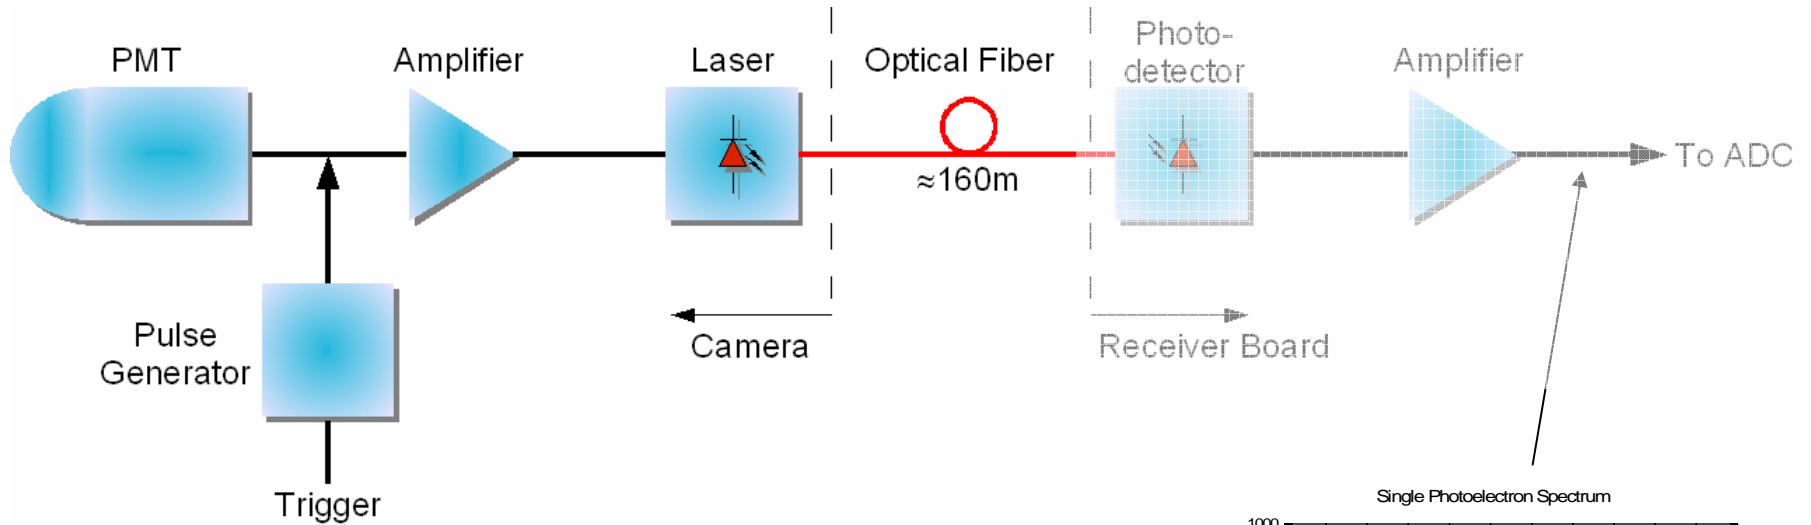 PMT
Amplifier
Laser
Optical Fiber
Photo-
detector
Amplifier
≈160m
To ADC
Pulse
Generator
Camera
Receiver Board
Trigger
Single Photoelectron Spectrum
1000